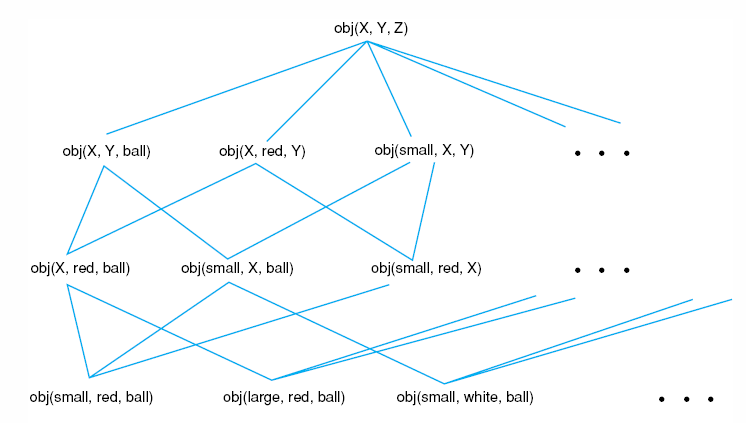 obj(X, Y, Z)
obj(X, Y, ball) obj(X, red, Y) obj(small, X, Y) • • •
obj(X, red, ball) obj(small, X, ball) obj(small, red, X) • • •
obj(small, red, ball) obj(large, red, ball) obj(small, white, ball) • • •